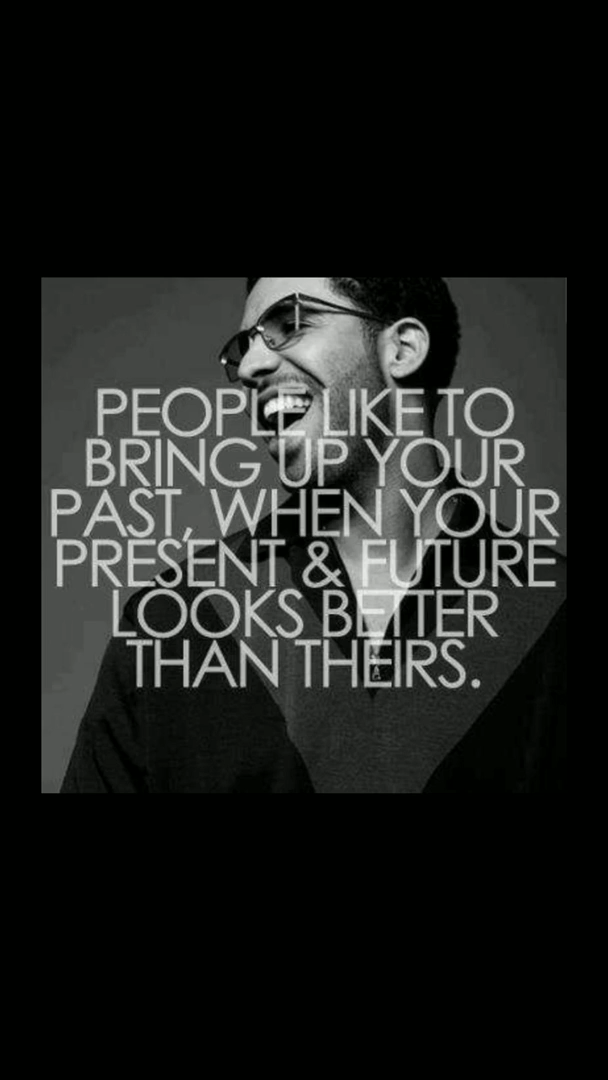 PEOPLE LIKE TO
BRING UP YOUR
PAST, WHEN YOUR
PRESENT & FUTURE
LOOKS BETTER
THAN THEIRS.